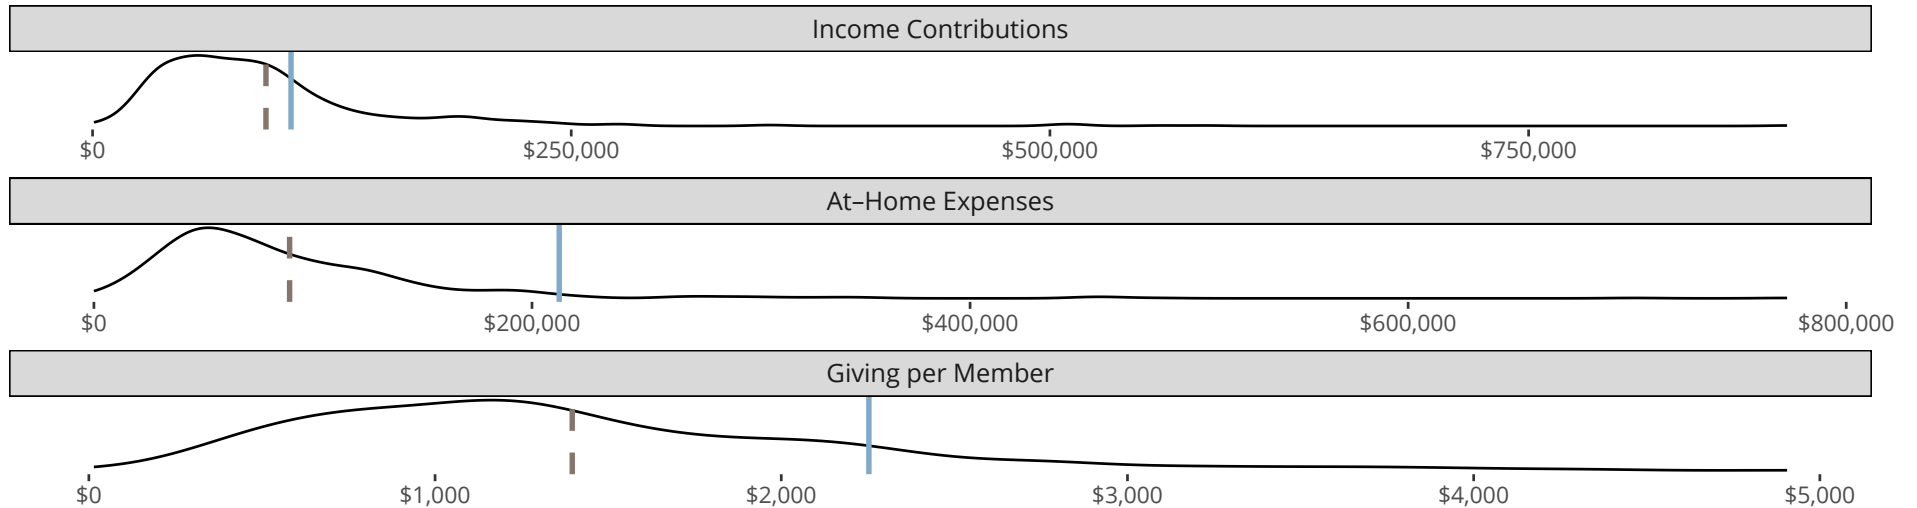 Income Contributions
$0 $250,000 $500,000 $750,000
At–Home Expenses
$0 $200,000 $400,000 $600,000 $800,000
Giving per Member
$0 $1,000 $2,000 $3,000 $4,000 $5,000